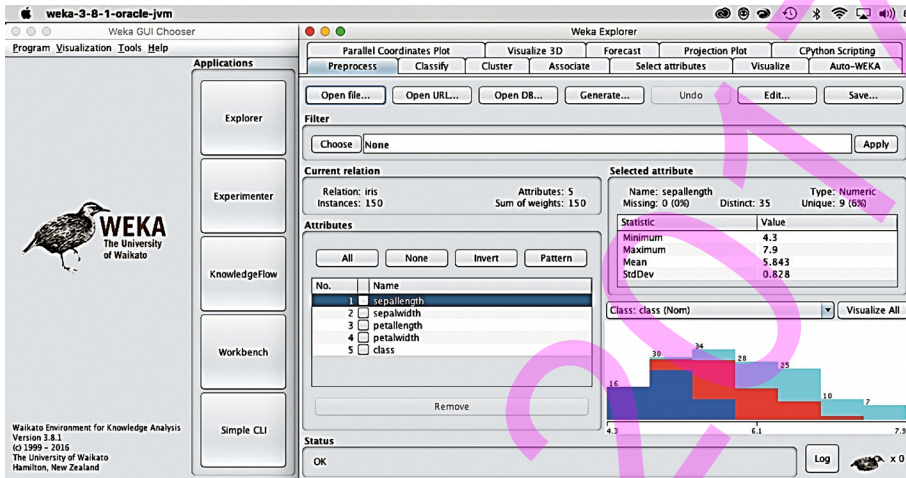 weka-3-8-1-oracle-jvm
Weka GUI Chooser
Program Visualization Tools Help
Applications
Explorer
Experimenter
KnowledgeFlow
Workbench
Simple CLI
WEKA
The University
of Waikato
Waikato Environment for Knowledge Analysis
Version 3.8.1
(c) 1999 - 2016
The University of Waikato
Hamilton, New Zealand
Weka Explorer
Parallel Coordinates Plot Visualize 3D Forecast Projection Plot CPython Scripting
Preprocess Classify Cluster Associate Select attributes Visualize Auto-WEKA
Open file... Open URL... Open DB... Generate... Undo Edit... Save...
Filter
Choose None Apply
Current relation
Relation: iris Attributes: 5
Instances: 150 Sum of weights: 150
Attributes
All None Invert Pattern
No. Name
1 sepallength
2 sepalwidth
3 petallength
4 petalwidth
5 class
Remove
Selected attribute
Name: sepallength Type: Numeric
Missing: 0 (0%) Distinct: 35 Unique: 9 (6%)
Statistic Value
Minimum 4.3
Maximum 7.9
Mean 5.843
StdDev 0.828
Class: class (Nom) Visualize All
16 30 34 28 25 10 7
4.3 6.1 7.9
Status
OK
Log x 0